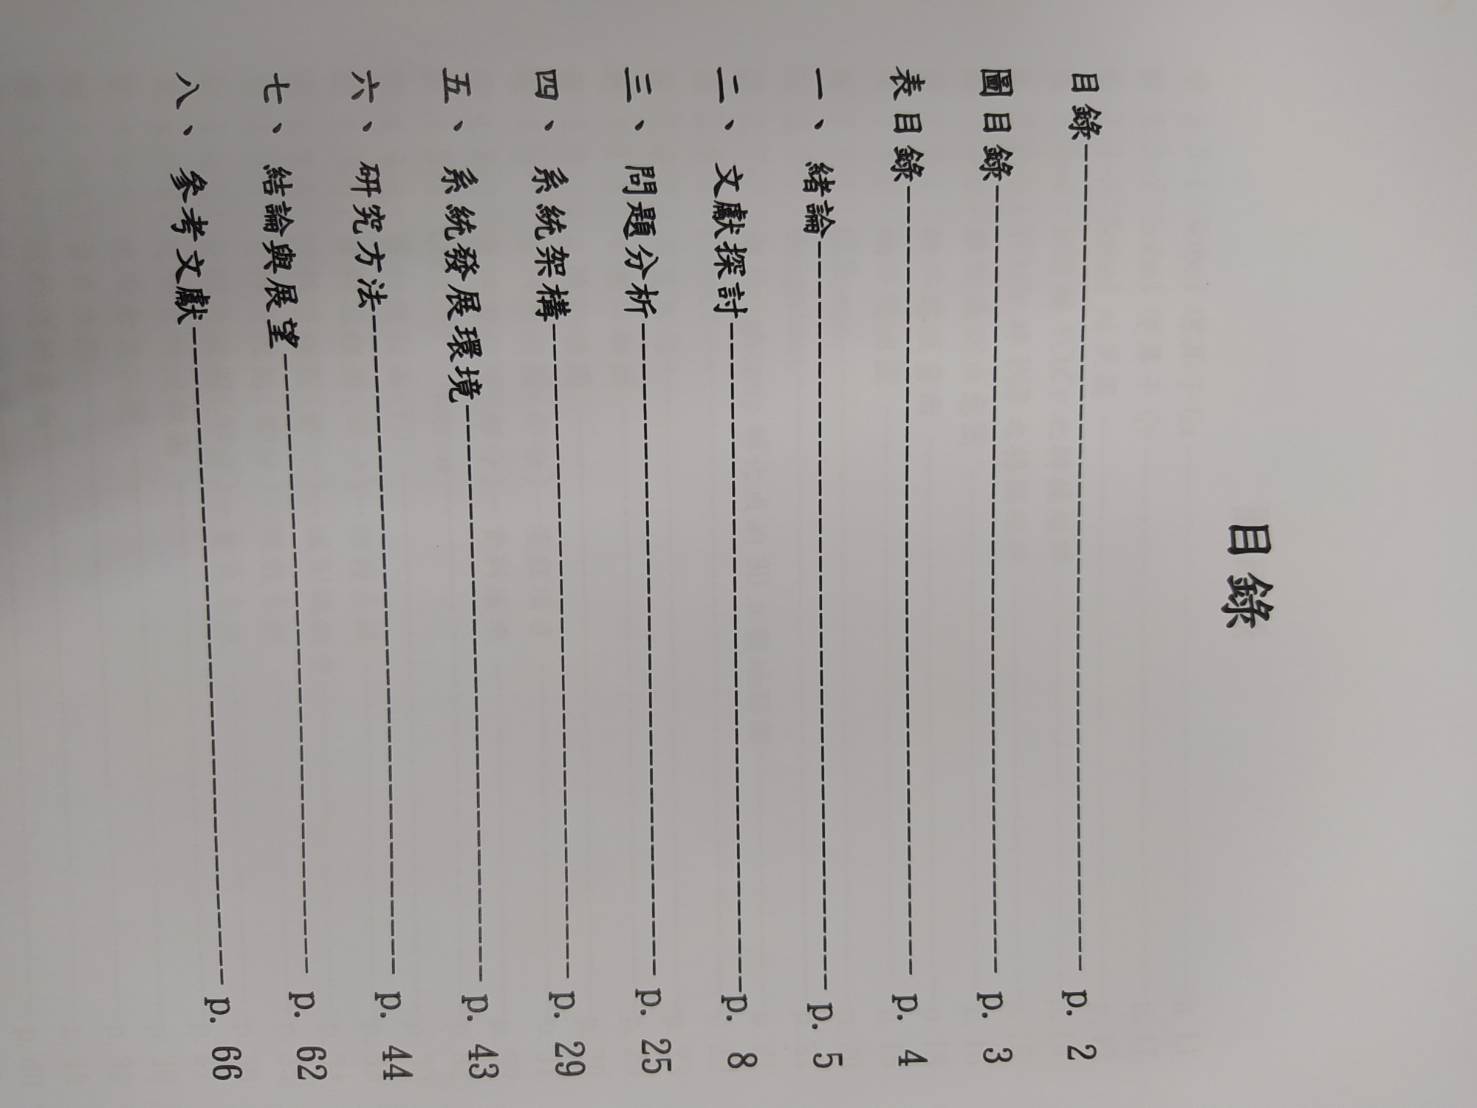 目錄
目錄----------------------------------------- p. 2
圖目錄--------------------------------------- p. 3
表目錄--------------------------------------- p. 4
一、 緒論------------------------------------- p. 5
二、 文獻探討---------------------------------p. 8
三、 問題分析-------------------------------- p. 25
四、 系統架構-------------------------------- p. 29
五、 系統發展環境---------------------------- p. 43
六、 研究方法-------------------------------- p. 44
七、 結論與展望------------------------------ p. 62
八、 參考文獻-------------------------------- p. 66